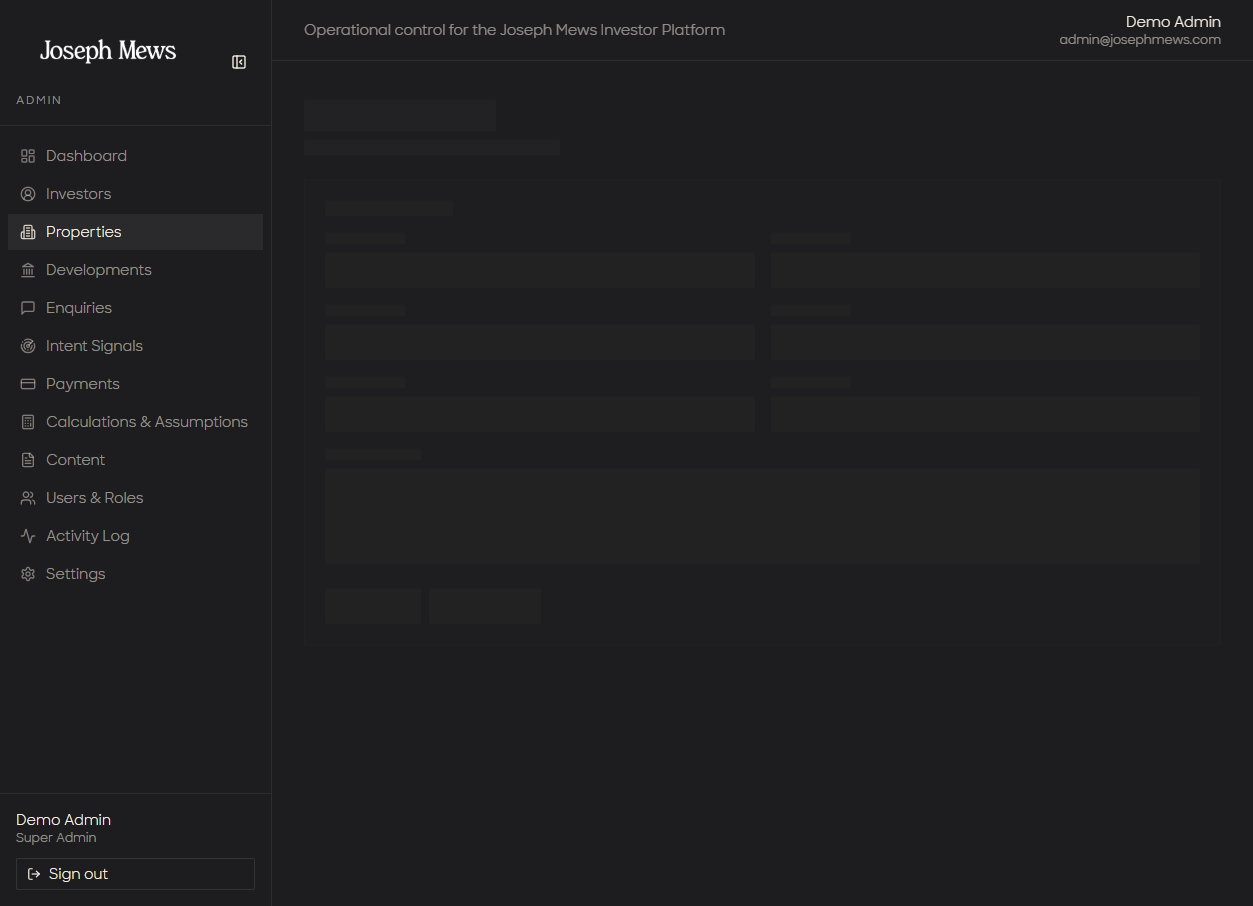 Joseph Mews
ADMIN
Dashboard
Investors
Properties
Developments
Enquiries
Intent Signals
Payments
Calculations & Assumptions
Content
Users & Roles
Activity Log
Settings
Demo Admin
Super Admin
Sign out
Operational control for the Joseph Mews Investor Platform
Demo Admin
admin@josephmews.com